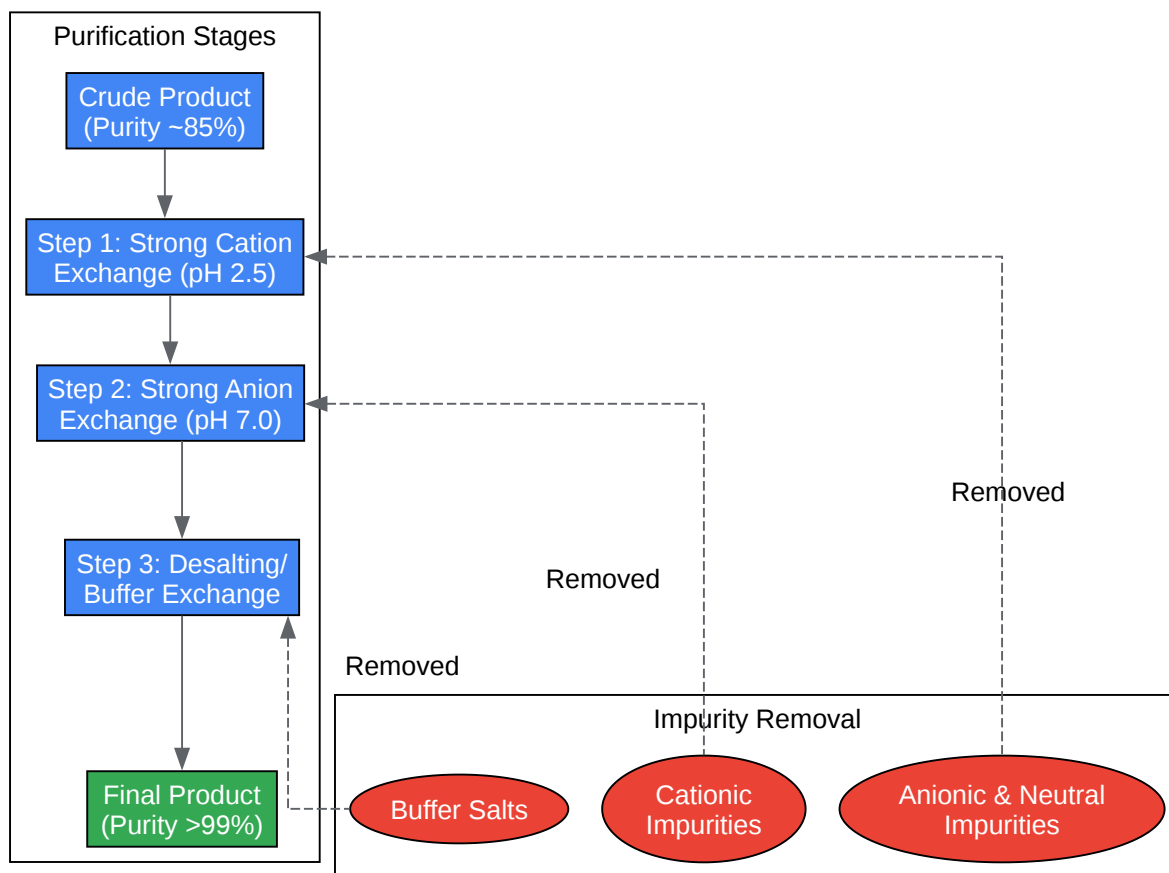 Purification Stages
Crude Product
(Purity ~85%)
Step 1: Strong Cation
Exchange (pH 2.5)
Step 2: Strong Anion
Exchange (pH 7.0)
Removed
Step 3: Desalting/
Buffer Exchange
Removed
Removed
Impurity Removal
Final Product
(Purity >99%)
Buffer Salts
Cationic
Impurities
Anionic & Neutral
Impurities